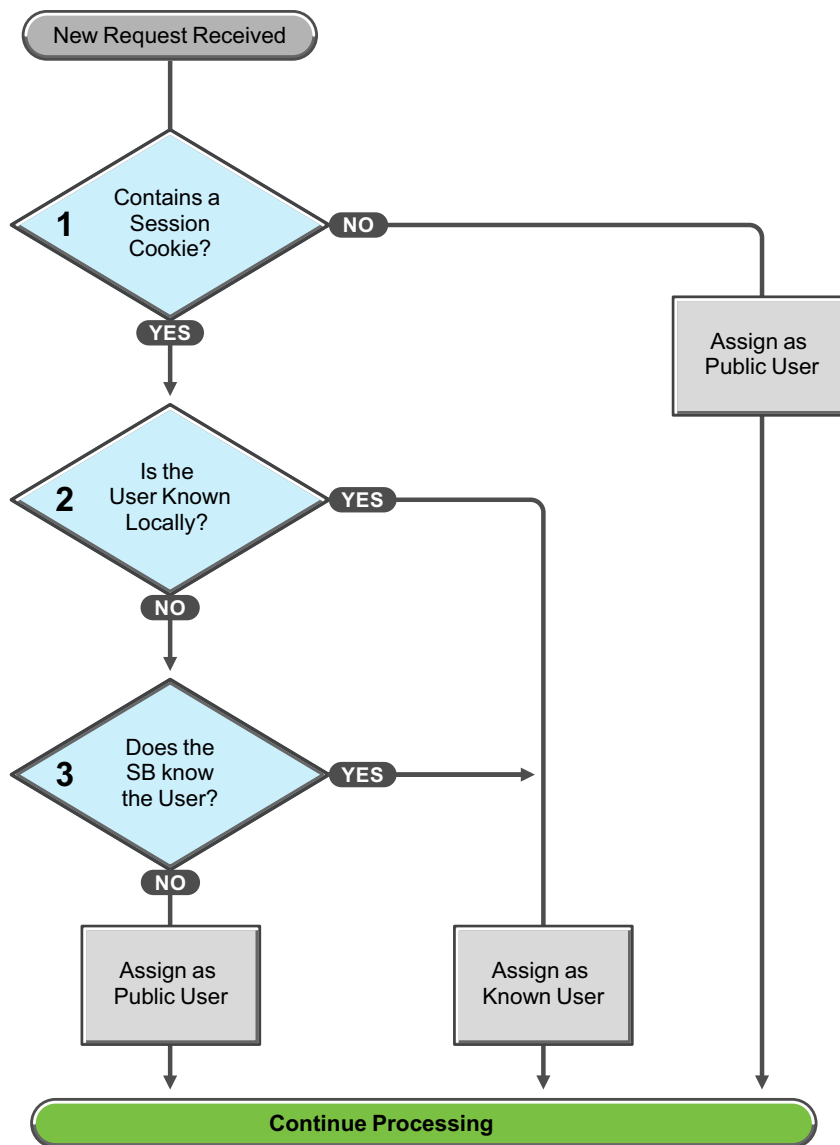 New Request Received
1
Contains a
Session
Cookie?
NO
YES
Assign as
Public User
2
Is the
User Known
Locally?
YES
NO
3
Does the
SB know
the User?
YES
NO
Assign as
Public User
Assign as
Known User
Continue Processing